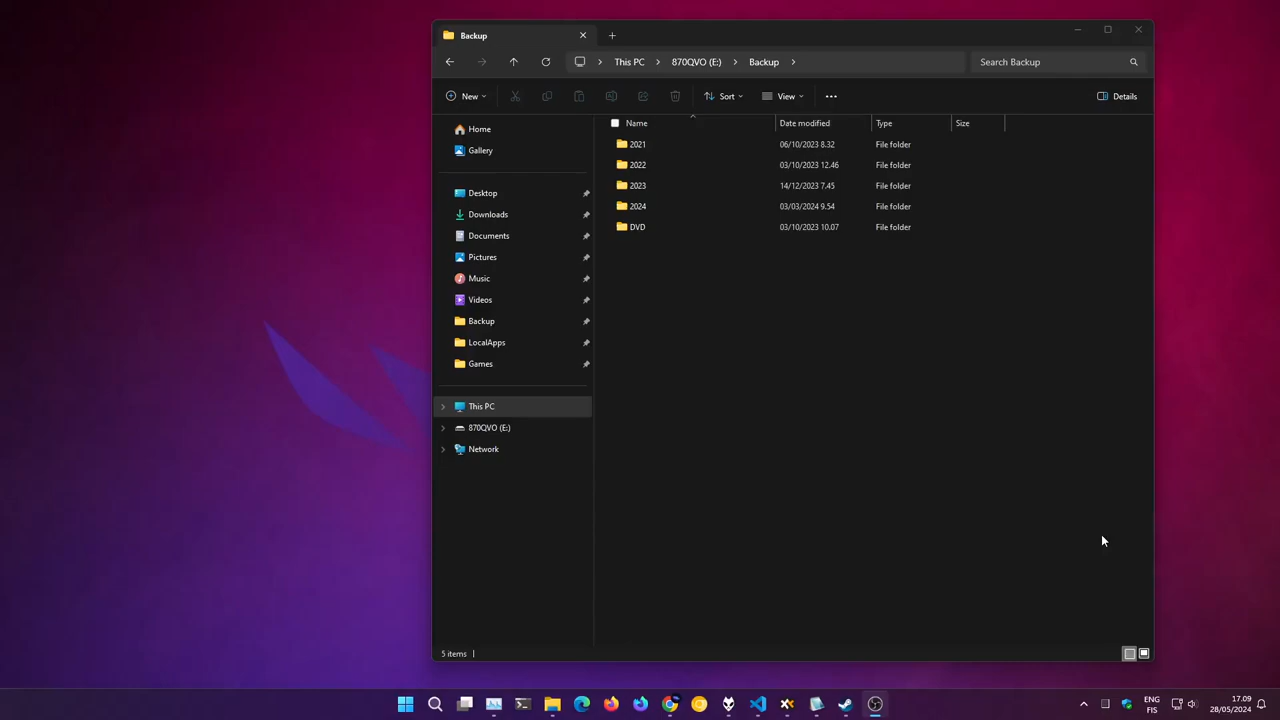 Backup
This PC 870QVO (E:) Backup Search Backup
New Sort View Details
Name Date modified Type Size
2021 06/10/2023 8.32 File folder
2022 03/10/2023 12.46 File folder
2023 14/12/2023 7.45 File folder
2024 03/03/2024 9.54 File folder
DVD 03/10/2023 10.07 File folder
Home
Gallery
Desktop
Downloads
Documents
Pictures
Music
Videos
Backup
LocalApps
Games
This PC
870QVO (E:)
Network
5 items
ENG 17.09
FIS 28/05/2024